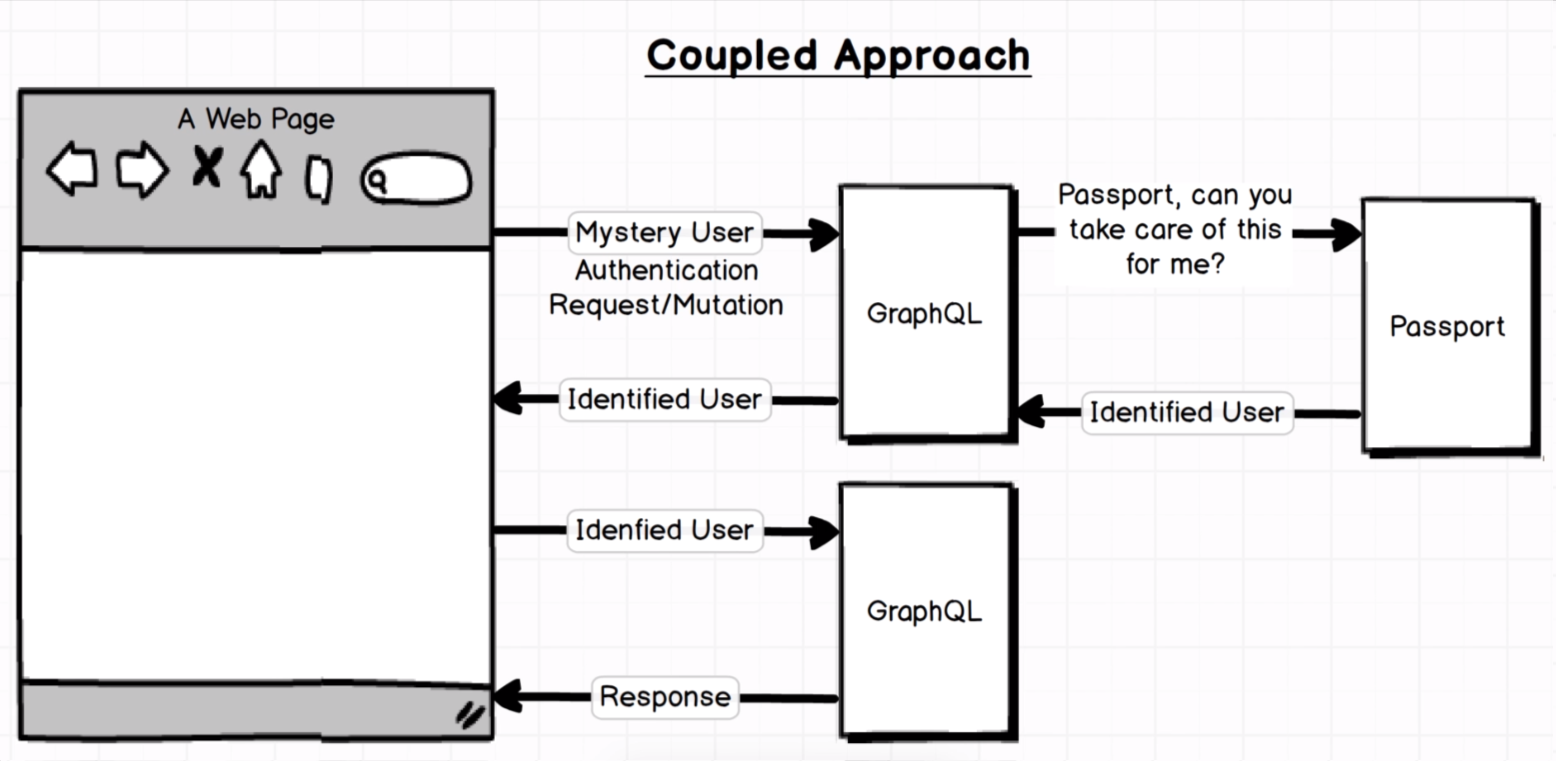 Coupled Approach
A Web Page
Mystery User
Authentication
Request/Mutation
GraphQL
Passport, can you
take care of this
for me?
Passport
Identified User
Identified User
Idenfied User
GraphQL
Response